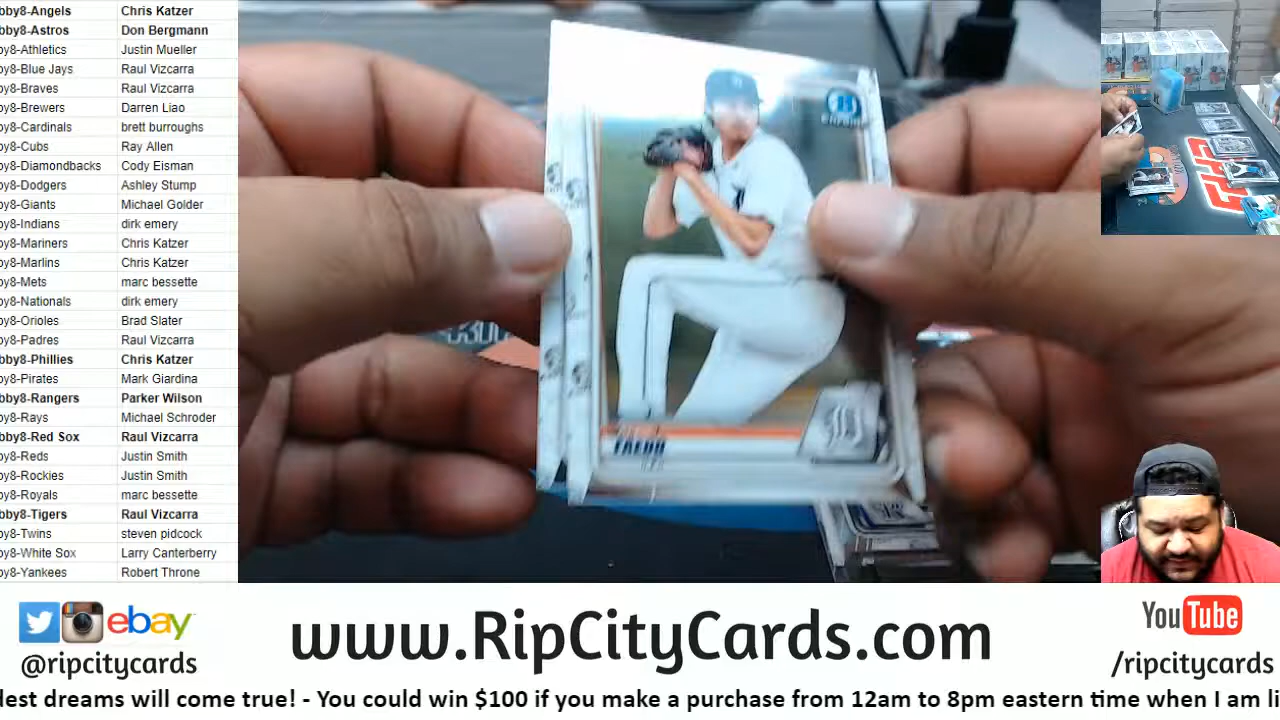 bby8-Angels Chris Katzer
bby8-Astros Don Bergmann
by8-Athletics Justin Mueller
by8-Blue Jays Raul Vizcarra
by8-Braves Raul Vizcarra
by8-Brewers Darren Liao
by8-Cardinals brett burroughs
by8-Cubs Ray Allen
by8-Diamondbacks Cody Eisman
by8-Dodgers Ashley Stump
by8-Giants Michael Golder
by8-Indians dirk emery
by8-Mariners Chris Katzer
by8-Marlins Chris Katzer
by8-Mets marc bessette
by8-Nationals dirk emery
by8-Orioles Brad Slater
by8-Padres Raul Vizcarra
bby8-Phillies Chris Katzer
by8-Pirates Mark Giardina
bby8-Rangers Parker Wilson
by8-Rays Michael Schroder
bby8-Red Sox Raul Vizcarra
by8-Reds Justin Smith
by8-Rockies Justin Smith
by8-Royals marc bessette
bby8-Tigers Raul Vizcarra
by8-Twins steven pidcock
by8-White Sox Larry Canterberry
by8-Yankees Robert Throne
B
CHROME
ebay
@ripcitycards
www.RipCityCards.com
YouTube
/ripcitycards
dest dreams will come true! - You could win $100 if you make a purchase from 12am to 8pm eastern time when I am li